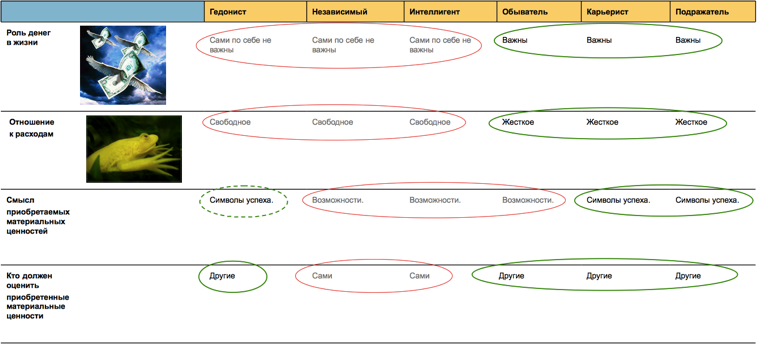 Гедонист Независимый Интеллигент Обыватель Карьерист Подражатель
Роль денег
в жизни
Сами по себе не
важны
Сами по себе не
важны
Сами по себе не
важны
Важны Важны Важны
Отношение
к расходам
Свободное Свободное Свободное Жесткое Жесткое Жесткое
Смысл
приобретаемых
материальных
ценностей
Символы успеха. Возможности. Возможности. Возможности. Символы успеха. Символы успеха.
Кто должен
оценить
приобретенные
материальные
ценности
Другие Сами Сами Другие Другие Другие